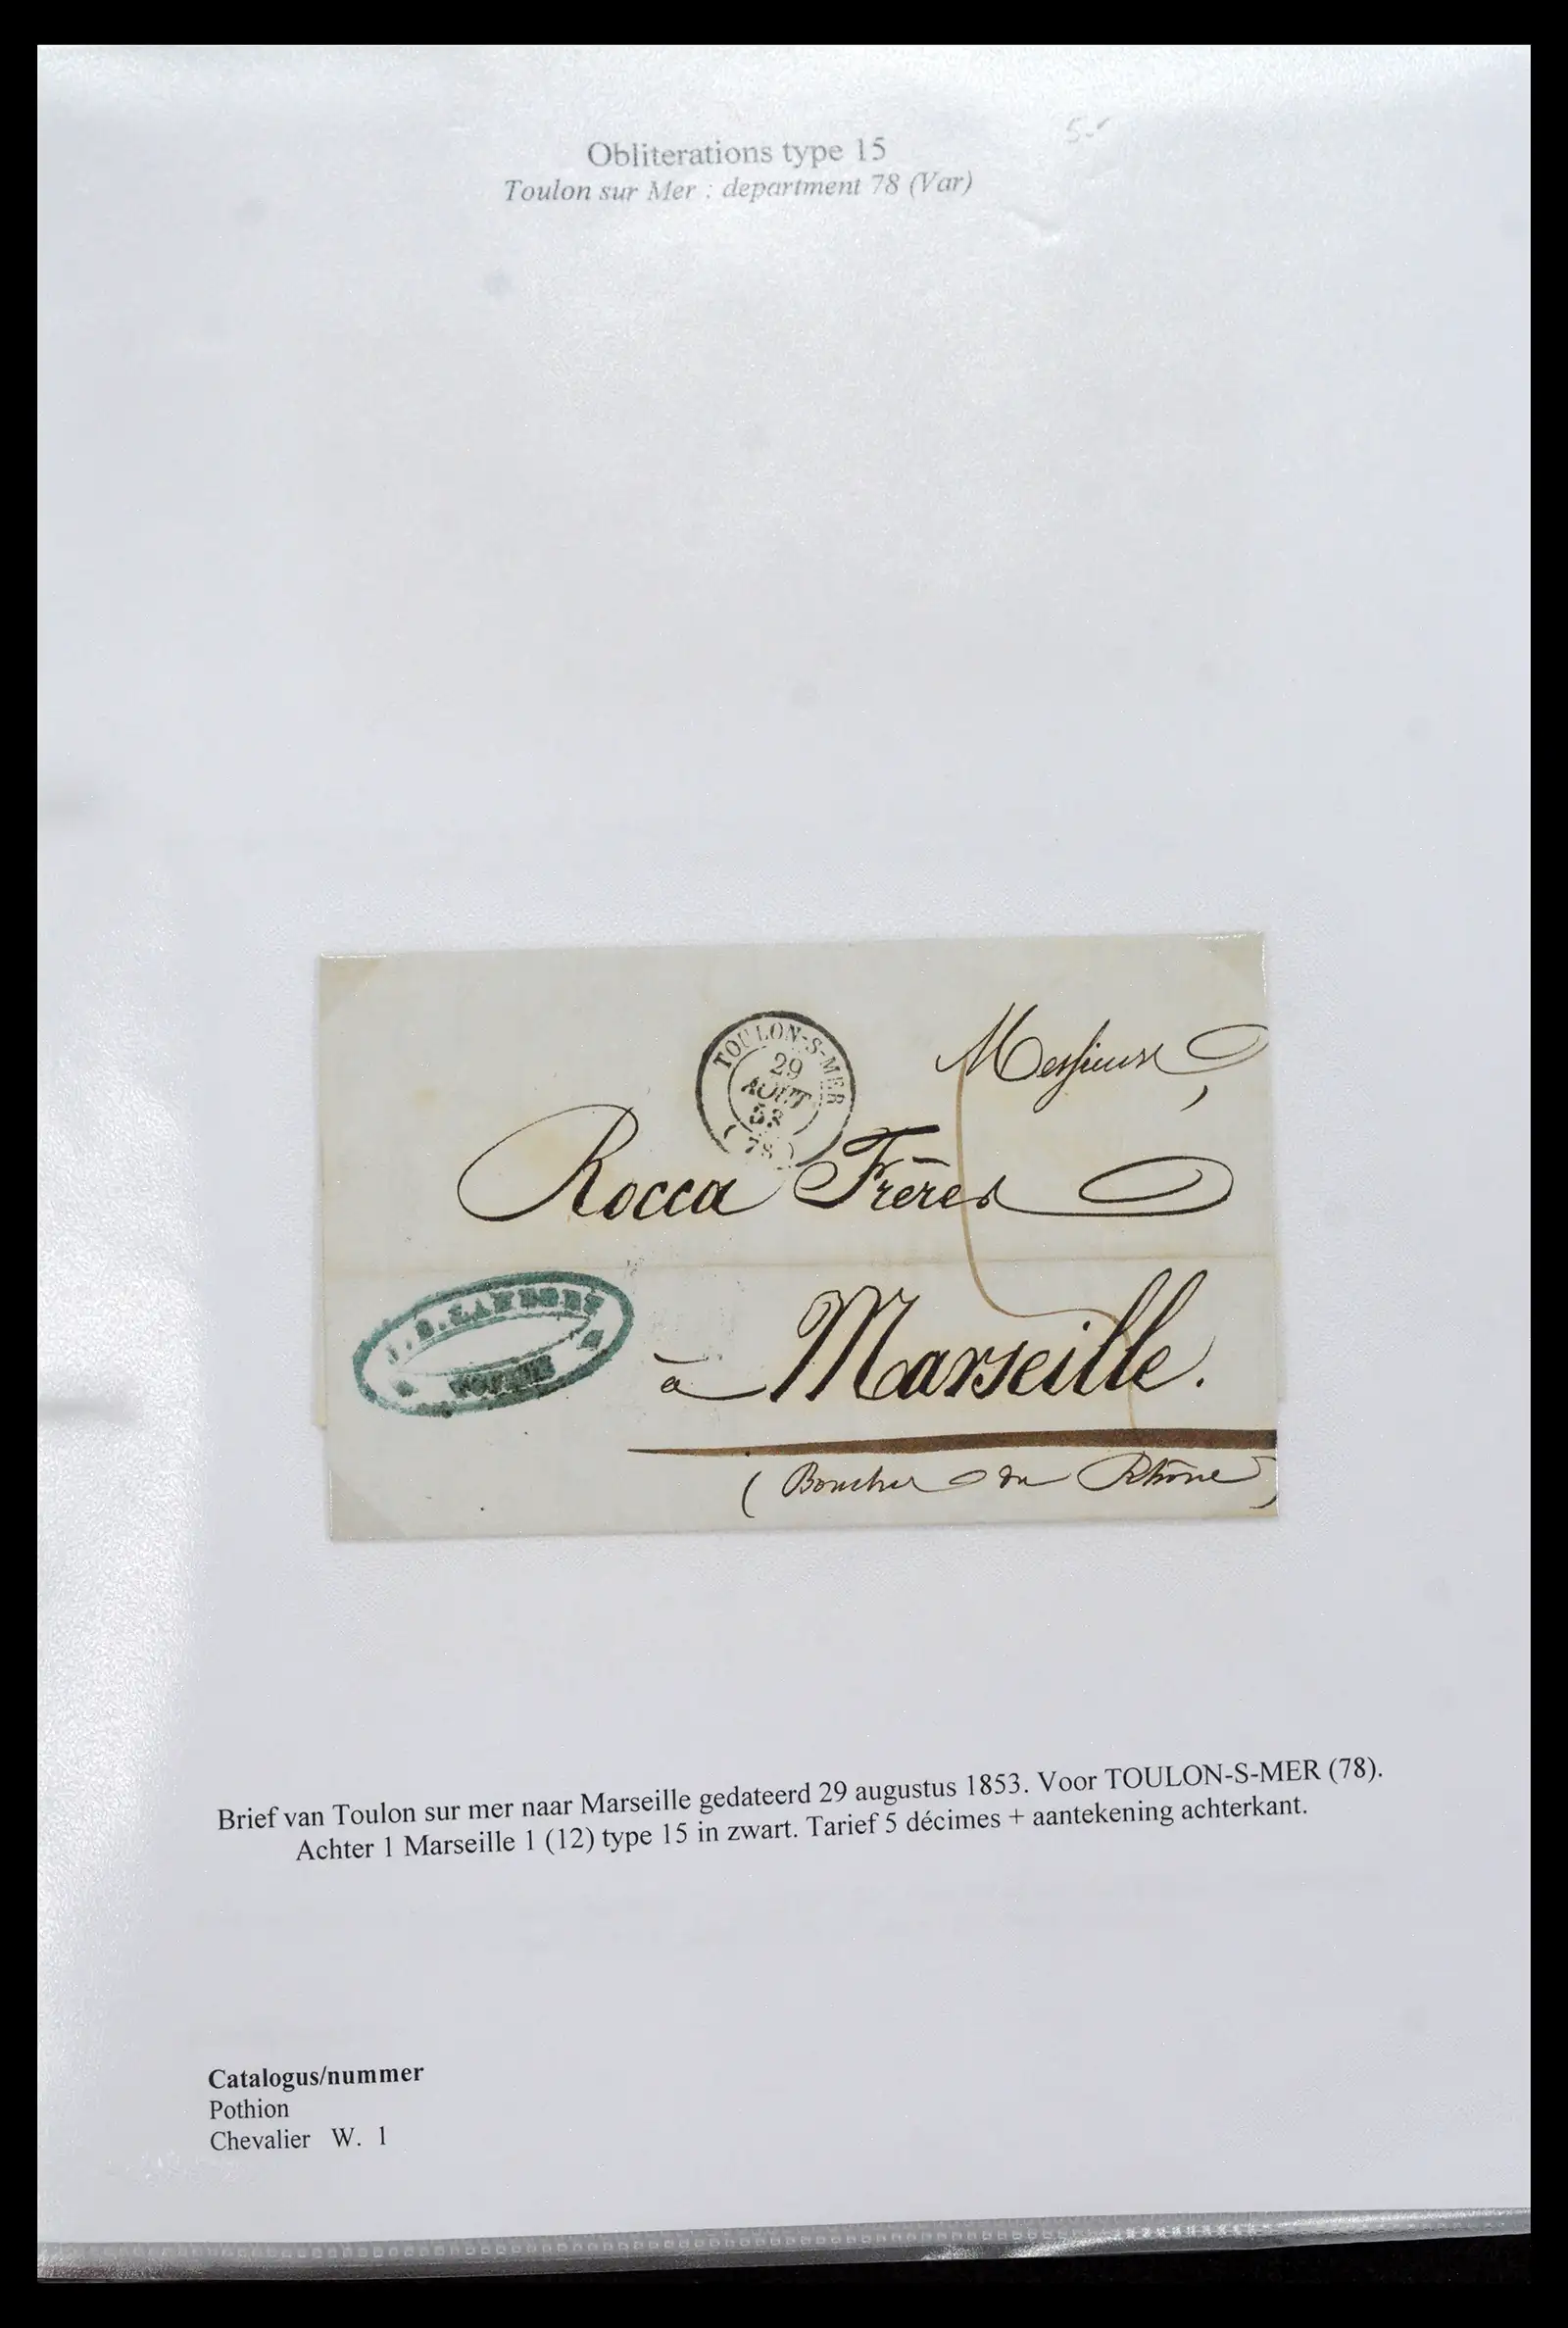 5-
Obliterations type 15
Toulon sur Mer : department 78 (Var)
TOULON-S-MER
29
AOUT
53
(78)
Messieurs
Rocca Frères
J. B.
à Marseille.
(Bouches du Rhône)
Brief van Toulon sur mer naar Marseille gedateerd 29 augustus 1853. Voor TOULON-S-MER (78).
Achter 1 Marseille 1 (12) type 15 in zwart. Tarief 5 décimes + aantekening achterkant.
Catalogus/nummer
Pothion
Chevalier W. 1